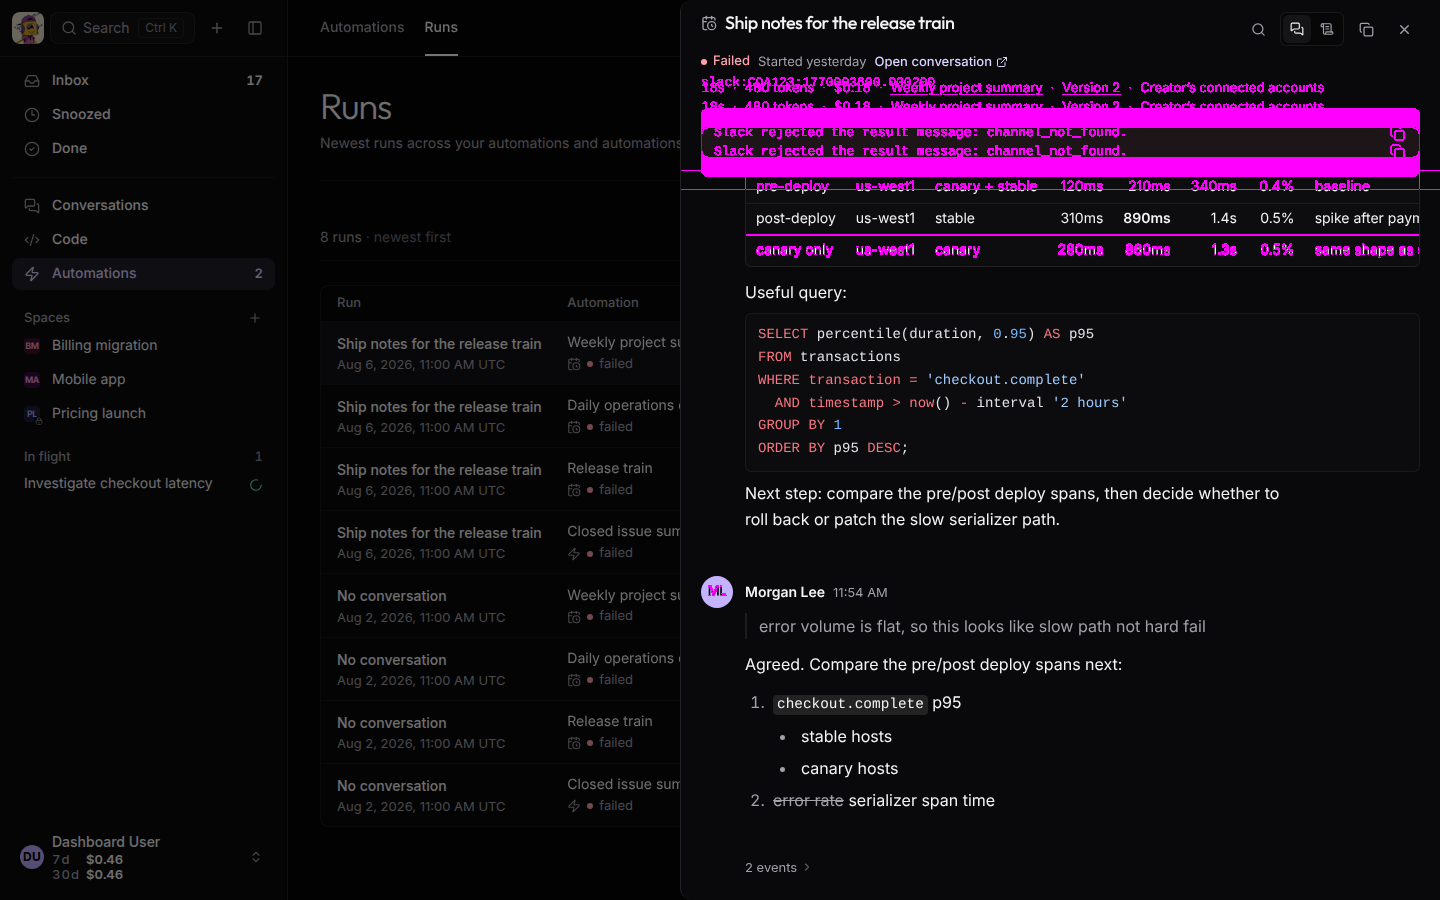 Search Ctrl K
Inbox 17
Snoozed
Done
Conversations
Code
Automations 2
Spaces
BM Billing migration
MA Mobile app
PL Pricing launch
In flight 1
Investigate checkout latency
DU Dashboard User
7d $0.46
30d $0.46
Automations Runs
Runs
Newest runs across your automations and automations
8 runs · newest first
Run Automation
Ship notes for the release train Weekly project su
Aug 6, 2026, 11:00 AM UTC failed
Ship notes for the release train Daily operations
Aug 6, 2026, 11:00 AM UTC failed
Ship notes for the release train Release train
Aug 6, 2026, 11:00 AM UTC failed
Ship notes for the release train Closed issue sum
Aug 6, 2026, 11:00 AM UTC failed
No conversation Weekly project su
Aug 2, 2026, 11:00 AM UTC failed
No conversation Daily operations
Aug 2, 2026, 11:00 AM UTC failed
No conversation Release train
Aug 2, 2026, 11:00 AM UTC failed
No conversation Closed issue sum
Aug 2, 2026, 11:00 AM UTC failed
Ship notes for the release train
Failed Started yesterday Open conversation
18s · 480 tokens · $0.18 · Weekly project summary · Version 2 · Creator's connected accounts
18s · 480 tokens · $0.18 · Weekly project summary · Version 2 · Creator's connected accounts
Slack rejected the result message: channel_not_found.
Slack rejected the result message: channel_not_found.
pre-deploy us-west1 canary + stable 120ms 210ms 340ms 0.4% baseline
post-deploy us-west1 stable 310ms 890ms 1.4s 0.5% spike after paym
canary only us-west1 canary 1.3s 0.5% same shape as
Useful query:
SELECT percentile(duration, 0.95) AS p95
FROM transactions
WHERE transaction = 'checkout.complete'
AND timestamp > now() - interval '2 hours'
GROUP BY 1
ORDER BY p95 DESC;
Next step: compare the pre/post deploy spans, then decide whether to
roll back or patch the slow serializer path.
ML Morgan Lee 11:54 AM
error volume is flat, so this looks like slow path not hard fail
Agreed. Compare the pre/post deploy spans next:
1. checkout.complete p95
• stable hosts
• canary hosts
2. error rate serializer span time
2 events